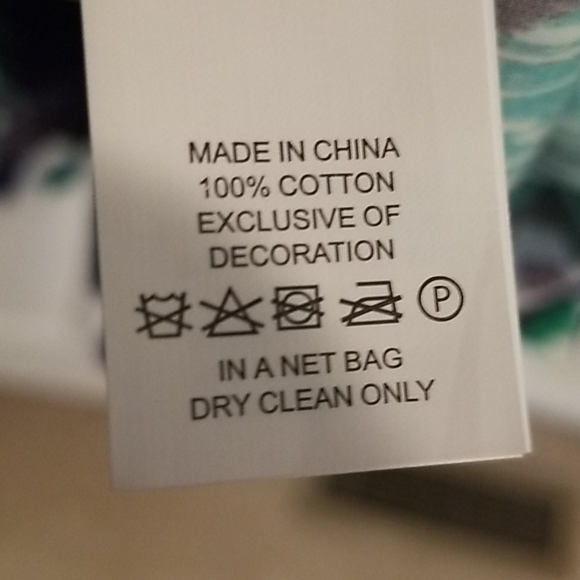 MADE IN CHINA
100% COTTON
EXCLUSIVE OF
DECORATION
P
IN A NET BAG
DRY CLEAN ONLY